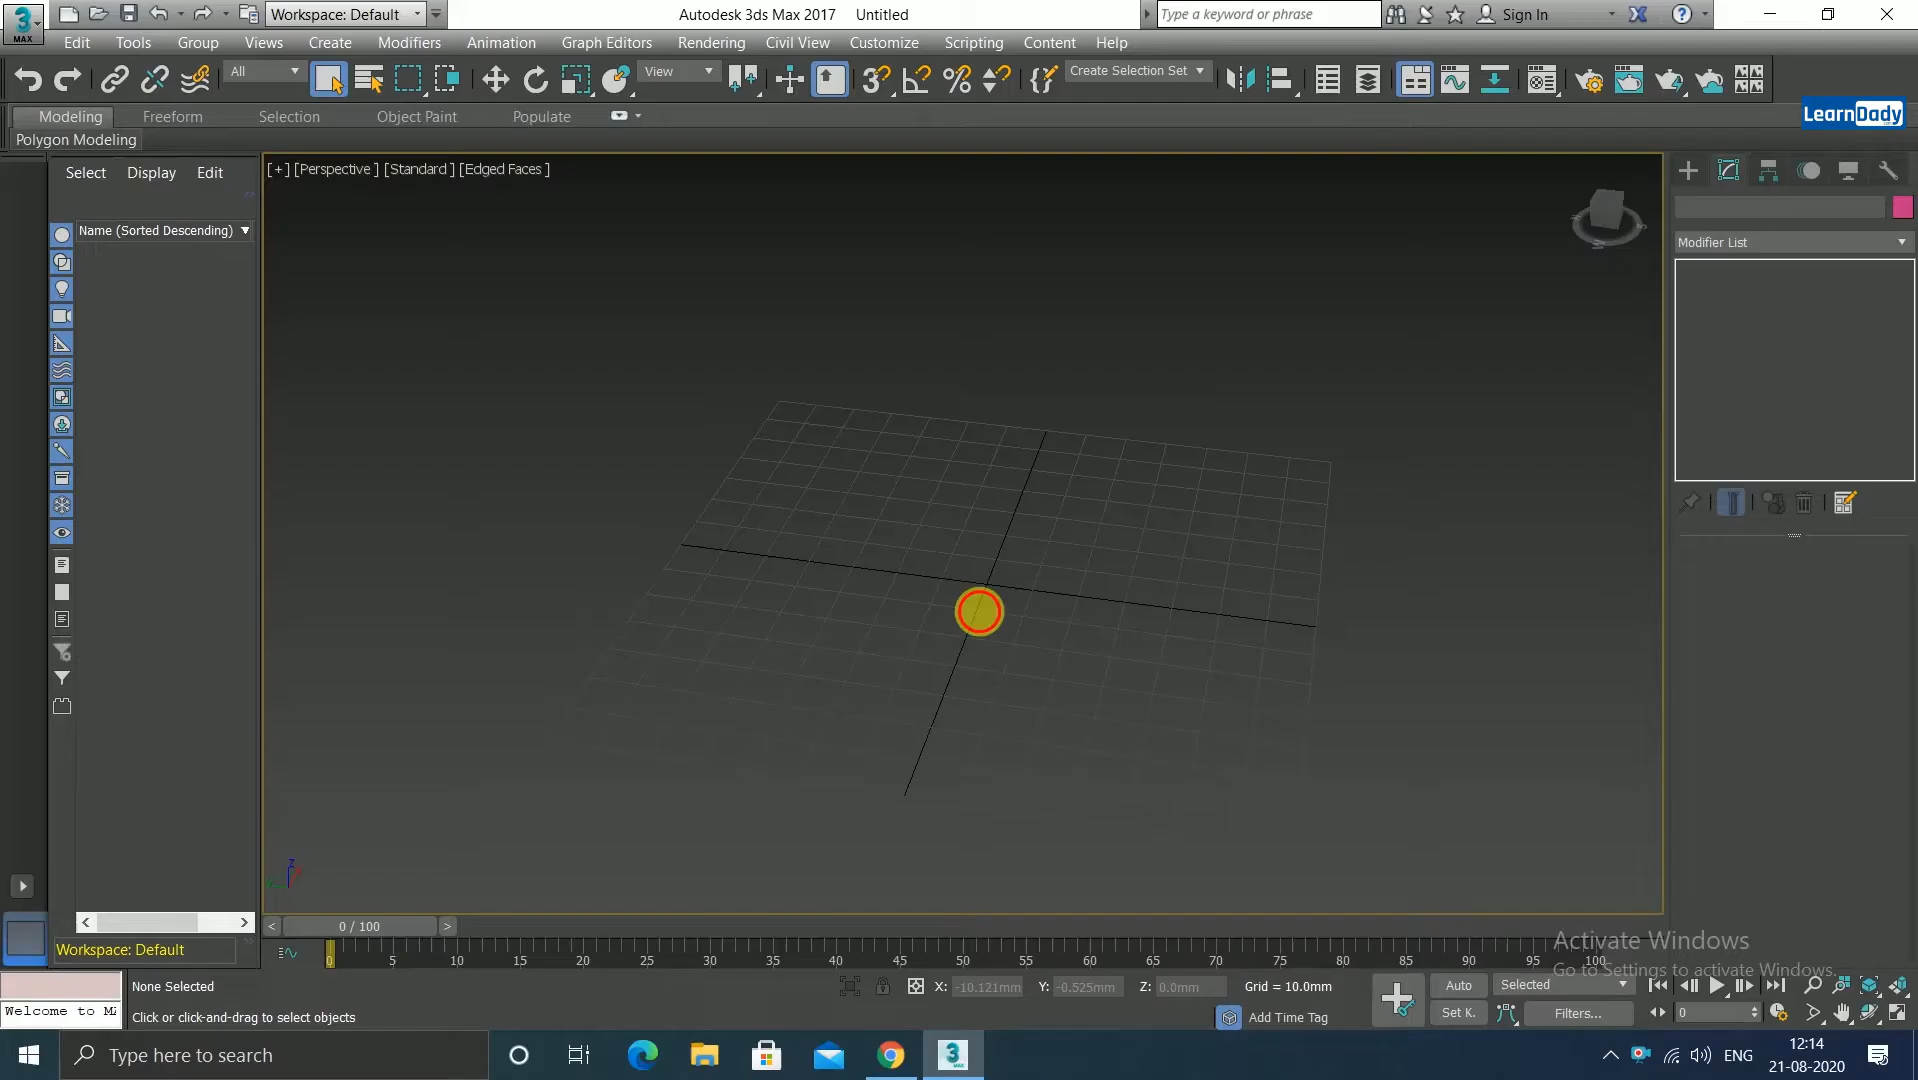 Workspace: Default
Autodesk 3ds Max 2017 Untitled
Type a keyword or phrase
Sign In
3
MAX
Edit Tools Group Views Create Modifiers Animation Graph Editors Rendering Civil View Customize Scripting Content Help
All
View
Create Selection Set
Modeling Freeform Selection Object Paint Populate
LearnDady
Polygon Modeling
Select Display Edit
[+] [Perspective ] [Standard ] [Edged Faces ]
Name (Sorted Descending)
Modifier List
z
< 0 / 100 >
Workspace: Default
0 5 10 15 20 25 30 35 40 45 50 55 60 65 70 75 80 85 90 95 100
Activate Windows
Go to Settings to activate Windows.
None Selected
X: -10.121mm Y: -0.525mm Z: 0.0mm Grid = 10.0mm
Auto Selected
Welcome to MA
Click or click-and-drag to select objects
Add Time Tag
Set K. Filters... 0
Type here to search
ENG
12:14
21-08-2020